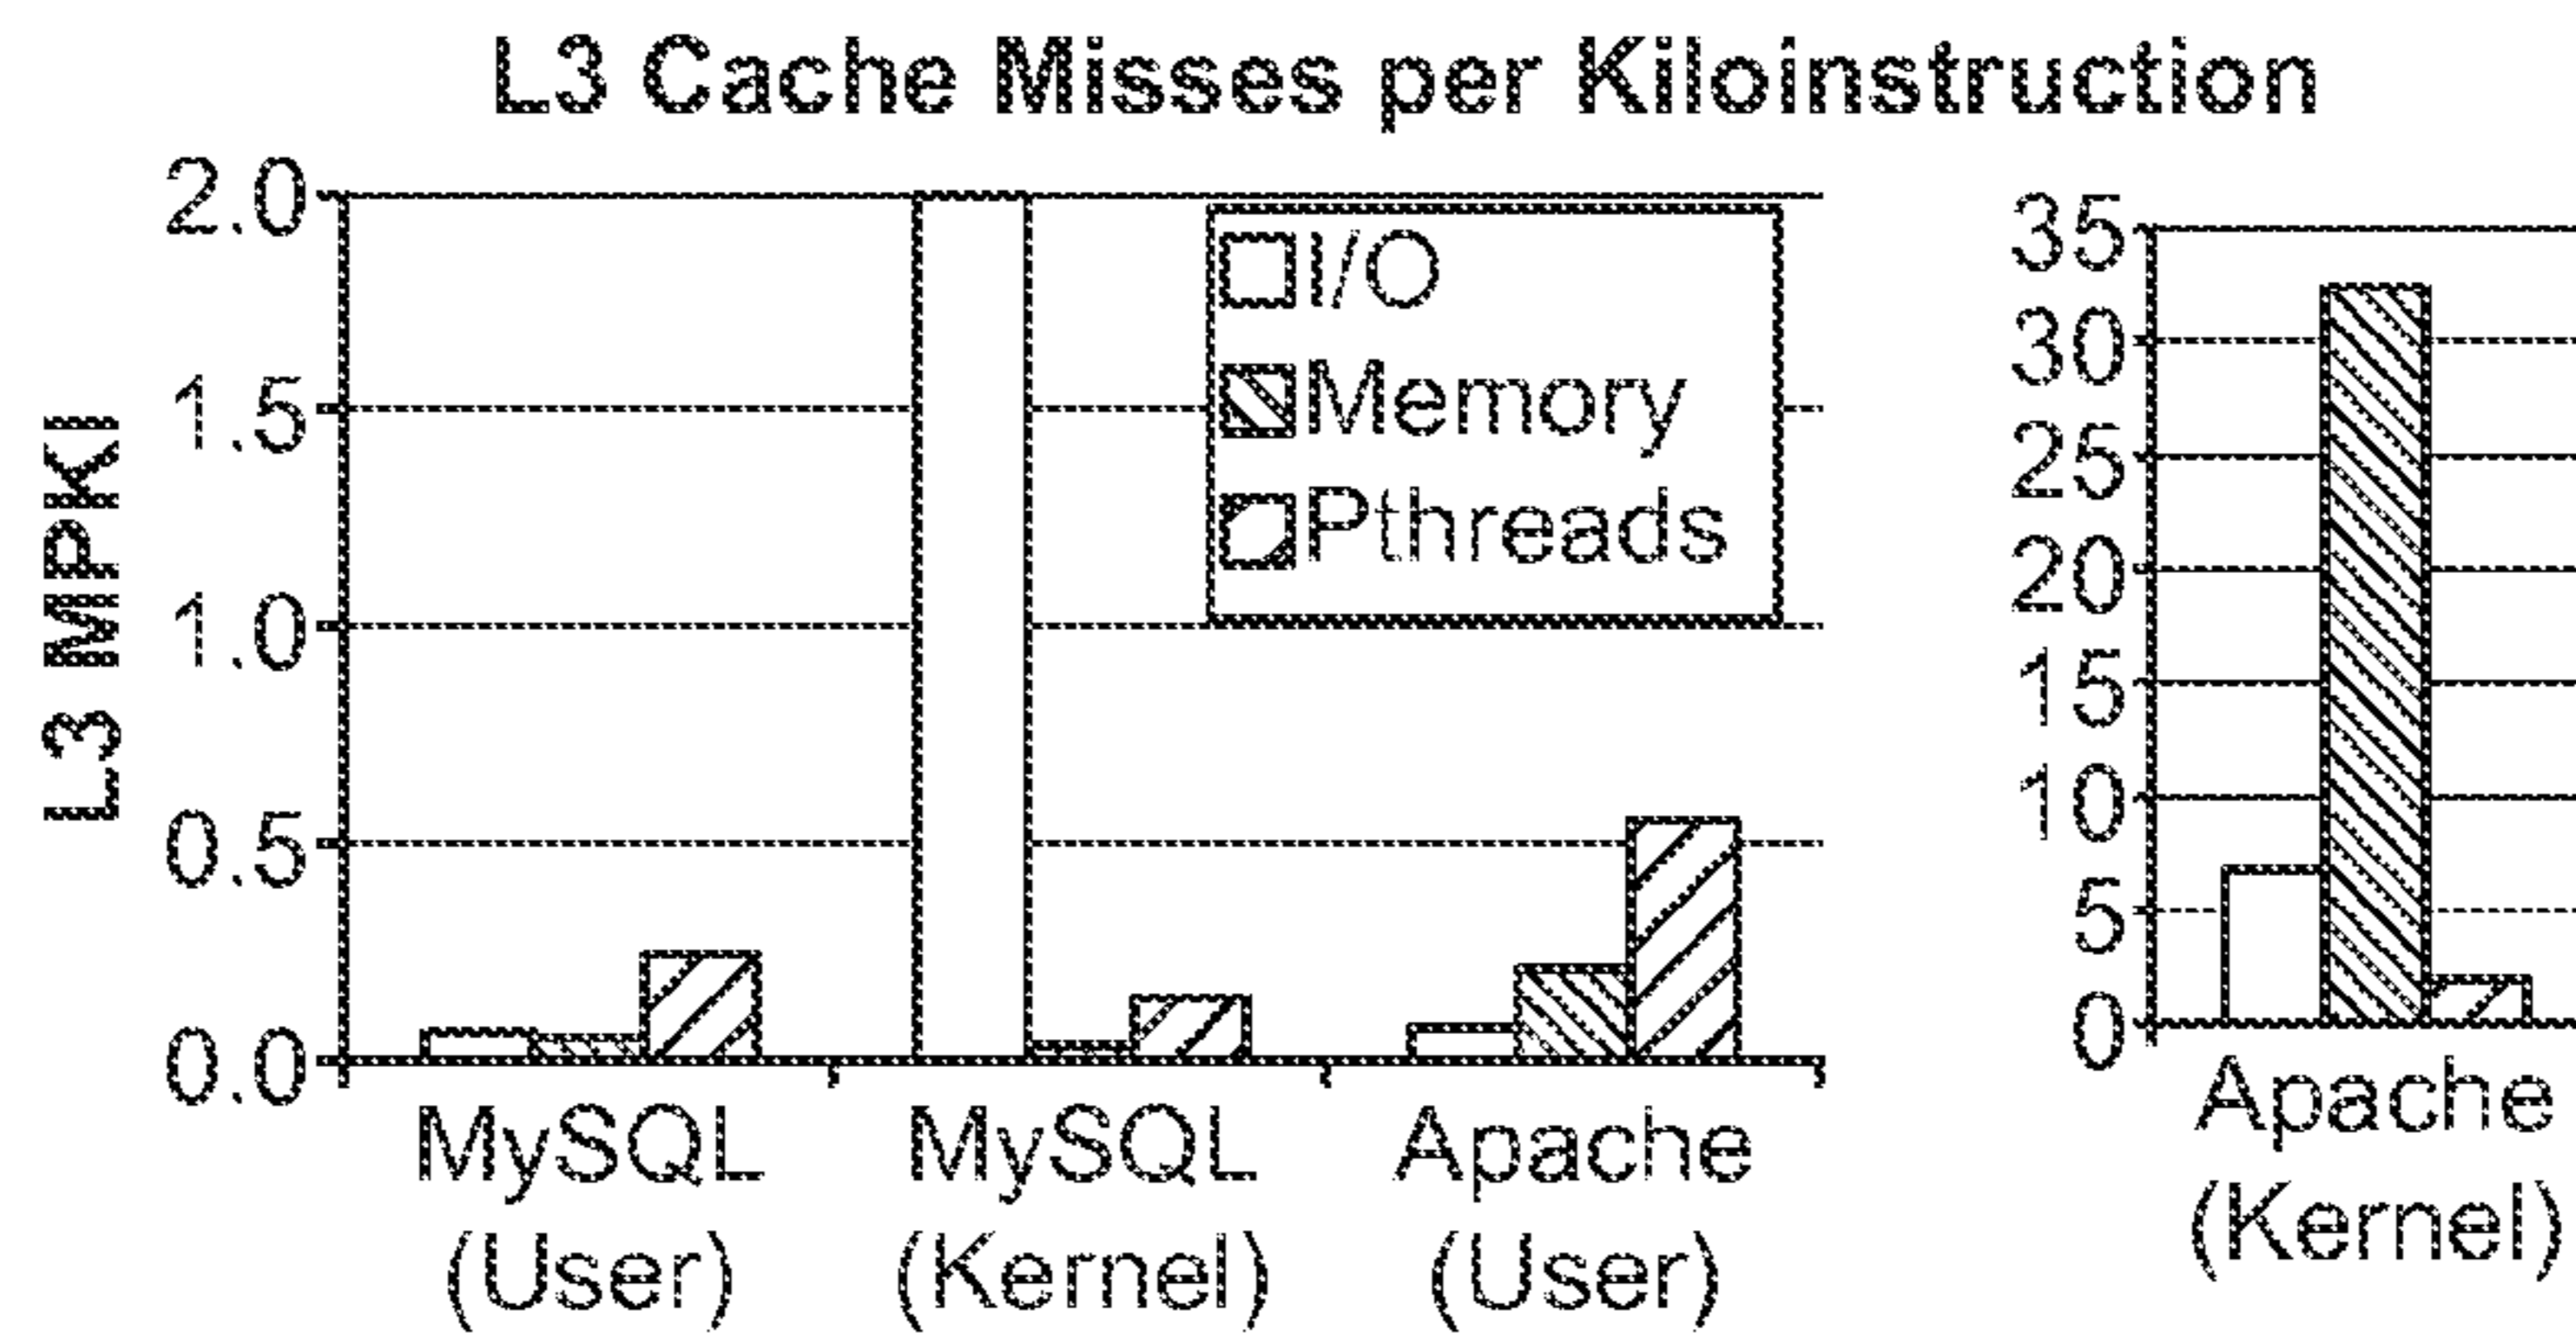 L3 Cache Misses per Kiloinstruction
L3 MPKI
2.0
1.5
1.0
0.5
0.0
I/O
Memory
Pthreads
MySQL
(User)
MySQL
(Kernel)
Apache
(User)
35
30
25
20
15
10
5
0
Apache
(Kernel)